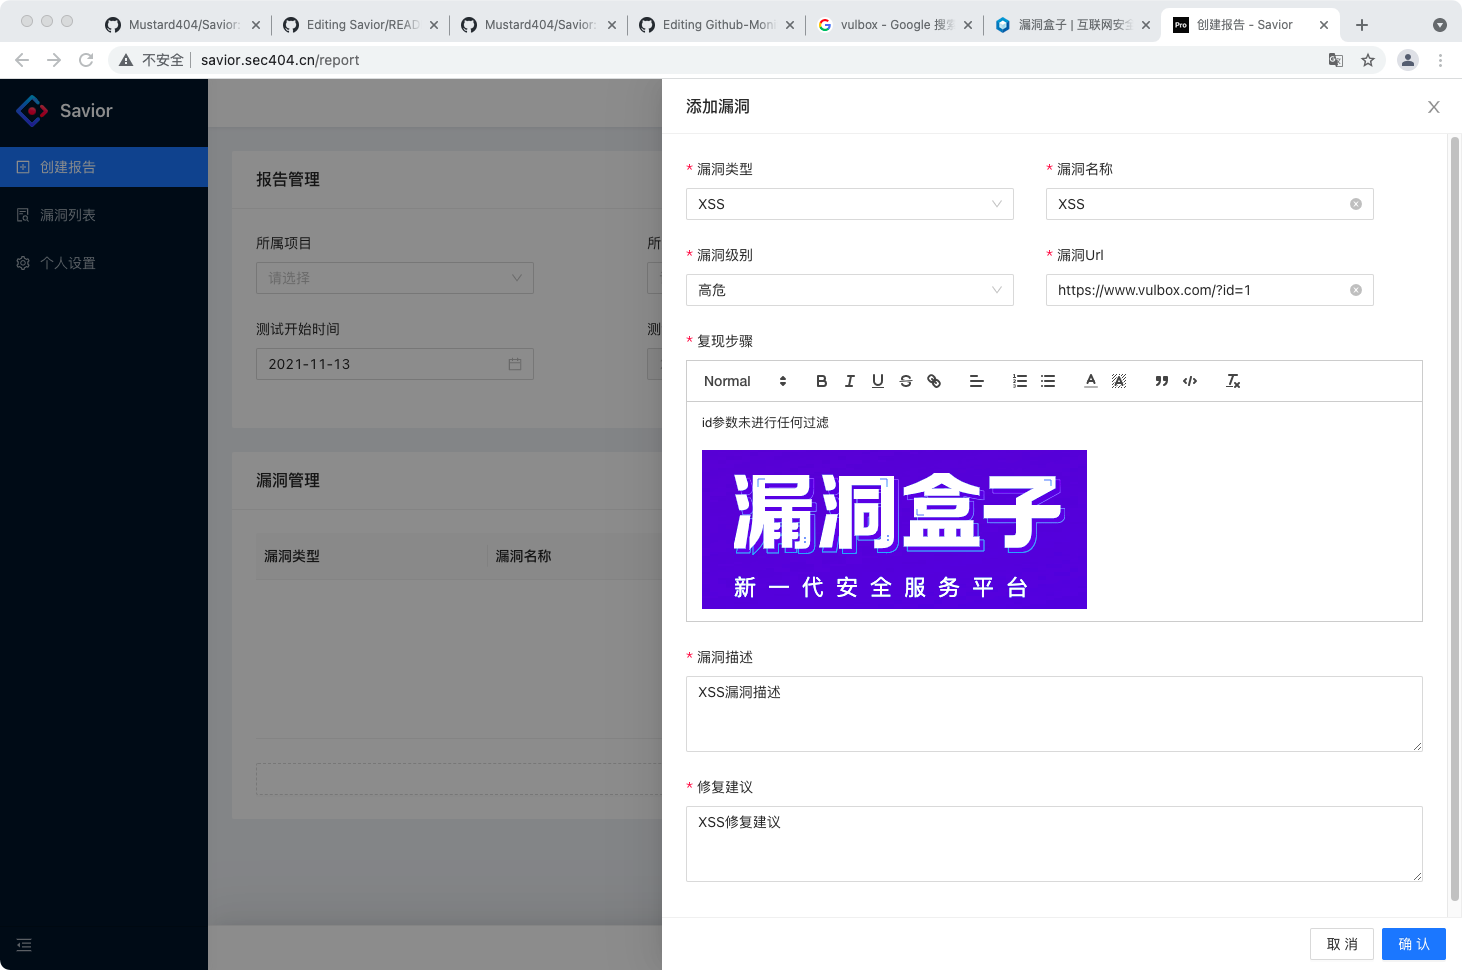 Mustard404/Savior:
Editing Savior/READ
Mustard404/Savior:
Editing Github-Moni
vulbox - Google 搜索
漏洞盒子 | 互联网安全
Pro
创建报告 - Savior
不安全
savior.sec404.cn/report
Savior
创建报告
漏洞列表
个人设置
报告管理
所属项目
所
请选择
测试开始时间
测
2021-11-13
漏洞管理
漏洞类型
漏洞名称
添加漏洞
* 漏洞类型
* 漏洞名称
XSS
XSS
* 漏洞级别
* 漏洞Url
高危
https://www.vulbox.com/?id=1
* 复现步骤
Normal
id参数未进行任何过滤
漏洞盒子
新一代安全服务平台
* 漏洞描述
XSS漏洞描述
* 修复建议
XSS修复建议
取 消
确 认